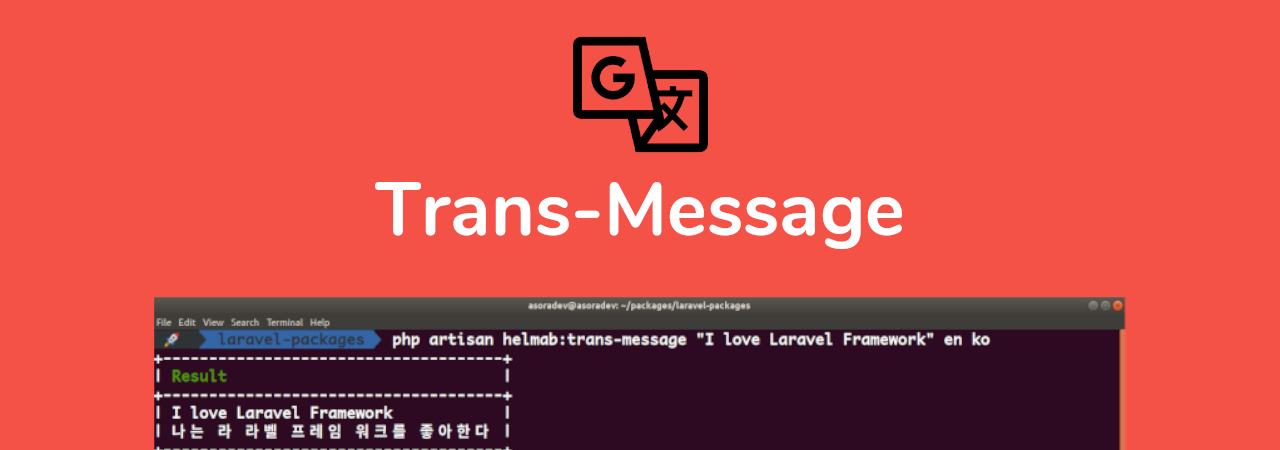 G
文
Trans-Message
asoradev@asoradev: ~/packages/laravel-packages
File Edit View Search Terminal Help
laravel-packages php artisan helmab:trans-message "I love Laravel Framework" en ko
Result
I love Laravel Framework
나는 라 라벨 프레임 워크를 좋아한다